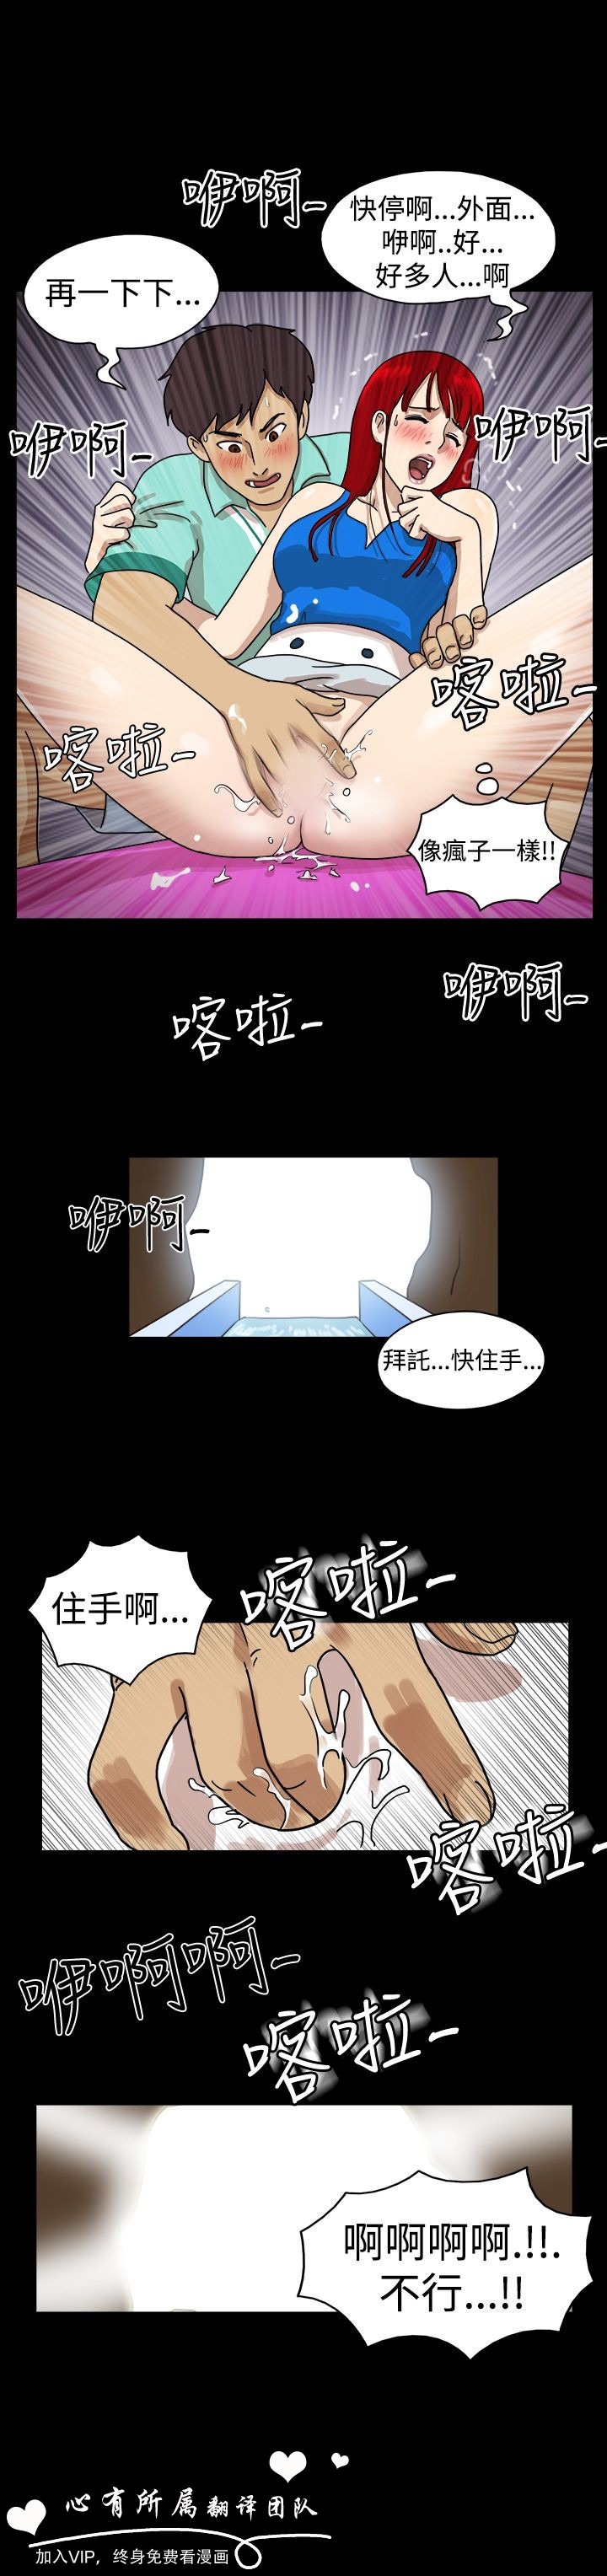 咿啊~
快停啊...外面...
咿啊..好...
好多人...啊
再一下下...
咿啊~
咿啊~
喀啦~
喀啦~
像瘋子一樣!!
咿啊~
喀啦~
咿啊~
拜託...快住手...
喀啦~
住手啊...
喀啦~
咿啊啊~
喀啦~
啊啊啊啊.!!.
不行...!!
心有所属翻译团队
加入VIP，终身免费看漫画